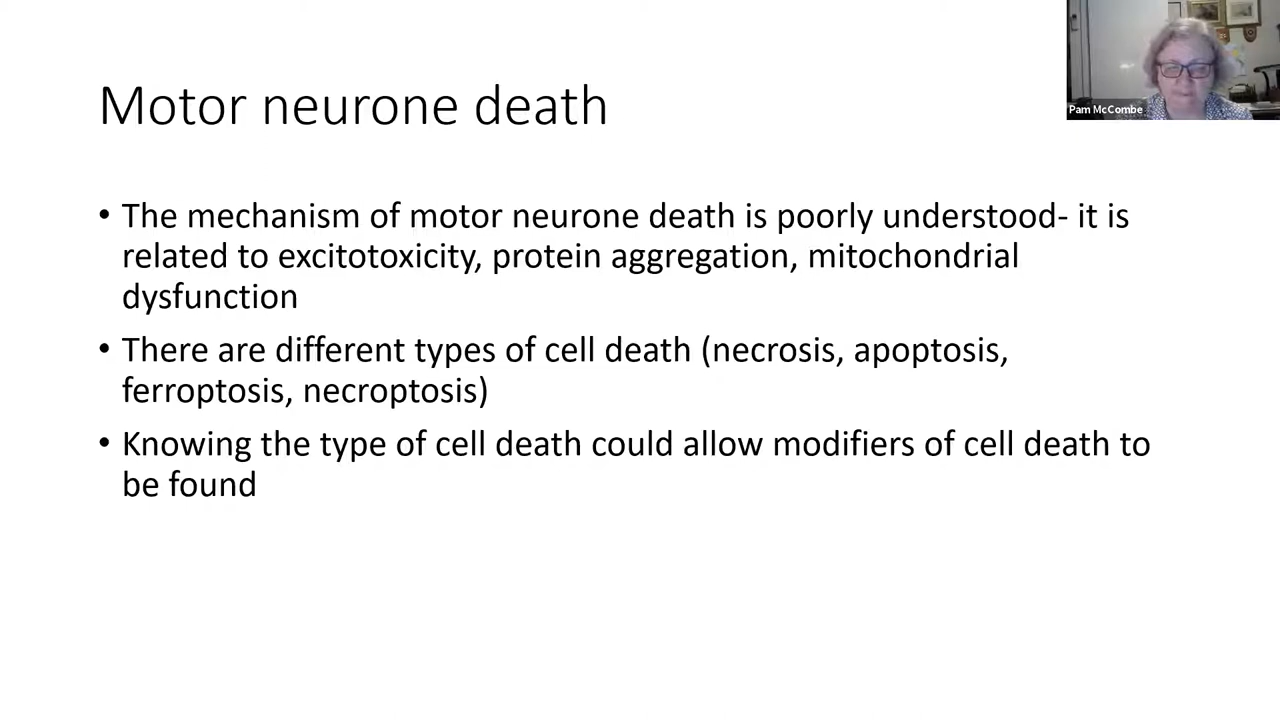 Motor neurone death
Pam McCombe
• The mechanism of motor neurone death is poorly understood- it is
related to excitotoxicity, protein aggregation, mitochondrial
dysfunction
• There are different types of cell death (necrosis, apoptosis,
ferroptosis, necroptosis)
• Knowing the type of cell death could allow modifiers of cell death to
be found